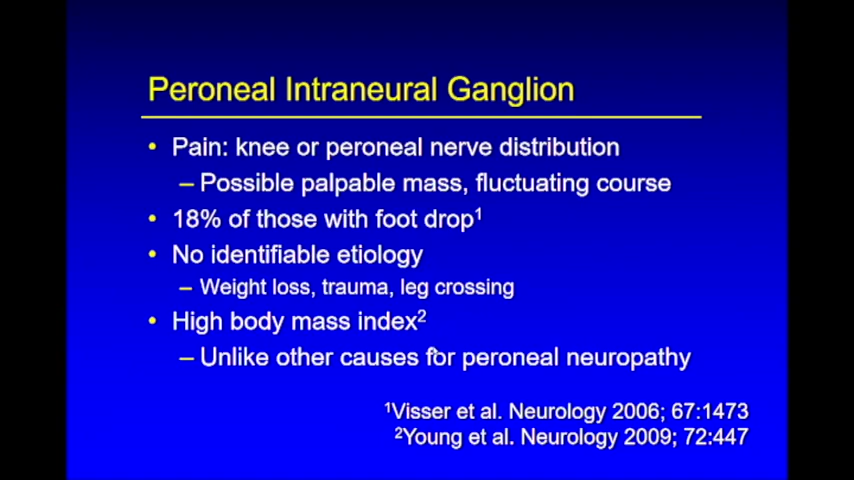 Peroneal Intraneural Ganglion
• Pain: knee or peroneal nerve distribution
– Possible palpable mass, fluctuating course
• 18% of those with foot drop¹
• No identifiable etiology
– Weight loss, trauma, leg crossing
• High body mass index²
– Unlike other causes for peroneal neuropathy
¹Visser et al. Neurology 2006; 67:1473
²Young et al. Neurology 2009; 72:447